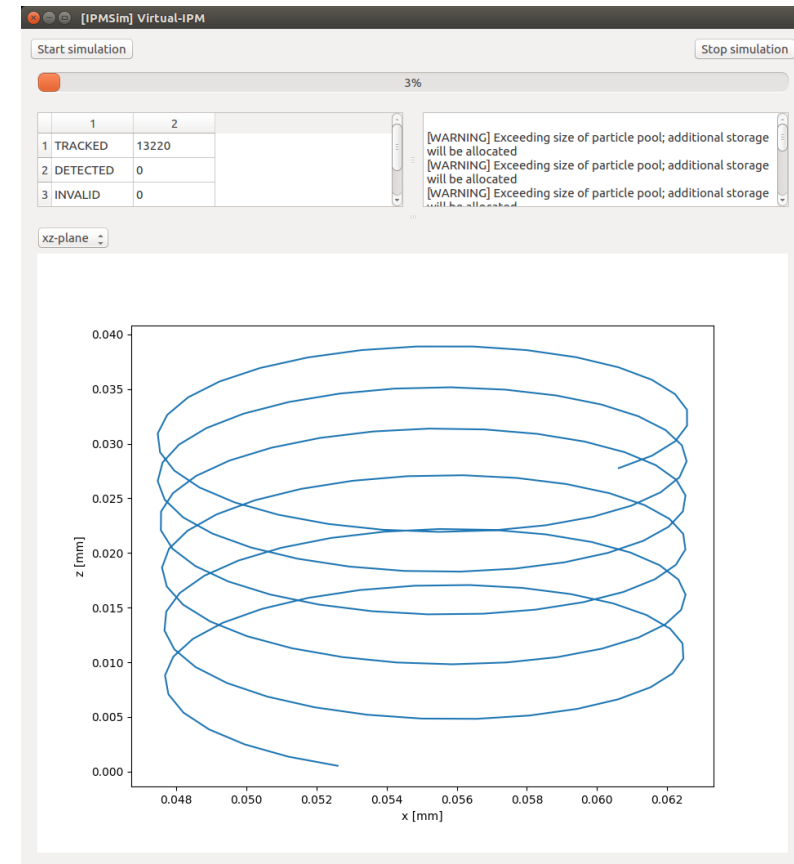 [IPMSim] Virtual-IPM
Start simulation
Stop simulation
3%
1 2
1 TRACKED 13220
2 DETECTED 0
3 INVALID 0
[WARNING] Exceeding size of particle pool; additional storage
will be allocated
[WARNING] Exceeding size of particle pool; additional storage
will be allocated
[WARNING] Exceeding size of particle pool; additional storage
will be allocated
xz-plane
0.040
0.035
0.030
0.025
0.020
0.015
0.010
0.005
0.000
z [mm]
0.048 0.050 0.052 0.054 0.056 0.058 0.060 0.062
x [mm]